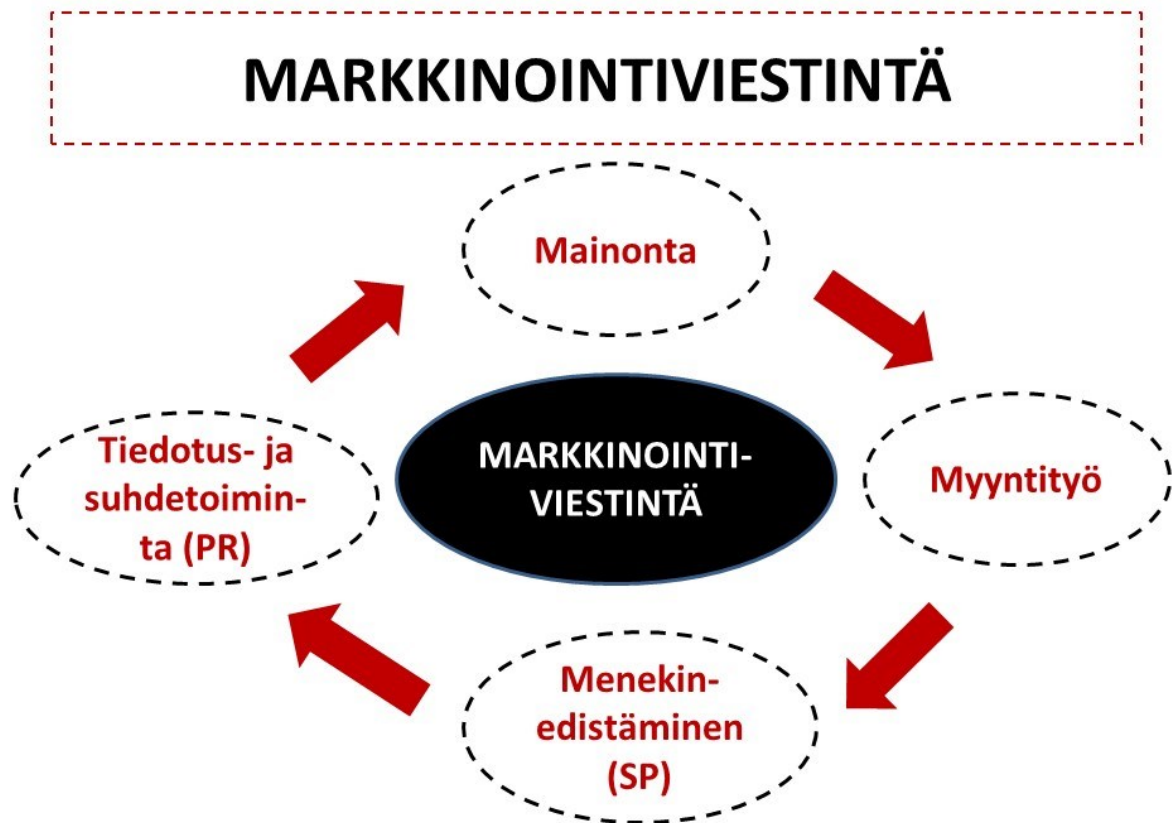 MARKKINOINTIVIESTINTÄ
Mainonta
Tiedotus- ja
suhdetoimin-
ta (PR)
MARKKINOINTI-
VIESTINTÄ
Myyntityö
Menekin-
edistäminen
(SP)